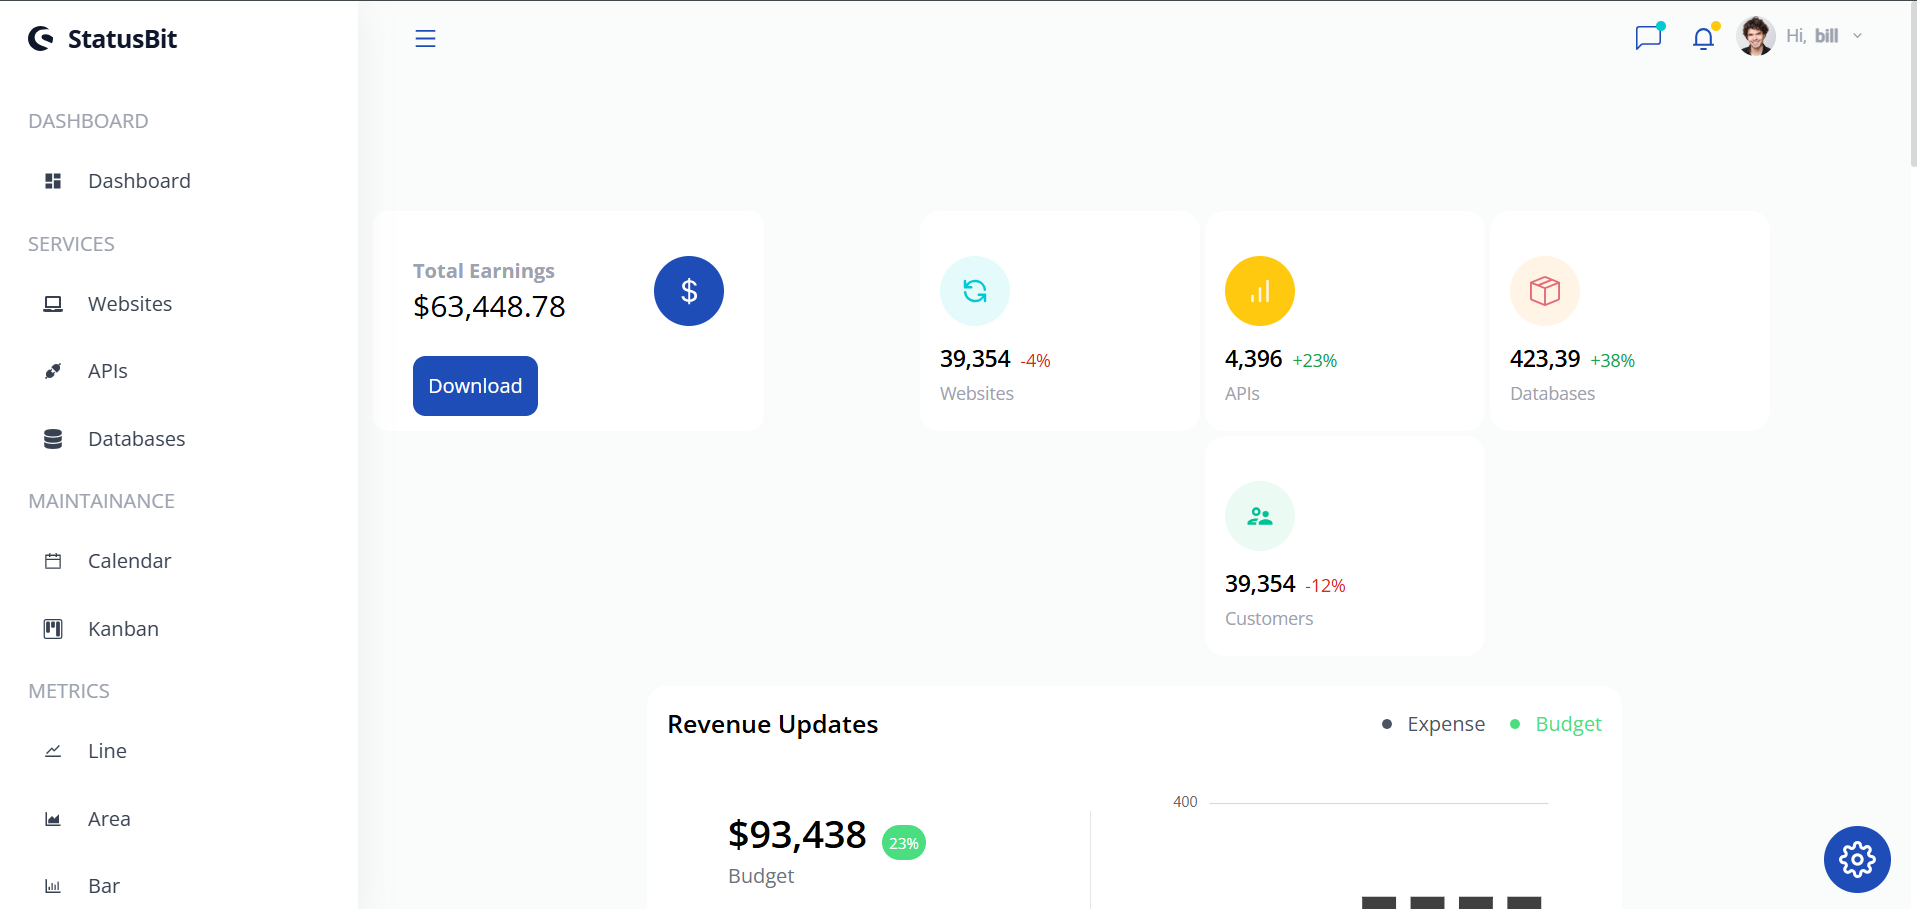 StatusBit
Hi, bill
DASHBOARD
Dashboard
SERVICES
Websites
APIs
Databases
MAINTAINANCE
Calendar
Kanban
METRICS
Line
Area
Bar
Total Earnings
$63,448.78
$
Download
39,354 -4%
Websites
4,396 +23%
APIs
423,39 +38%
Databases
39,354 -12%
Customers
Revenue Updates
Expense
Budget
$93,438 23%
Budget
400